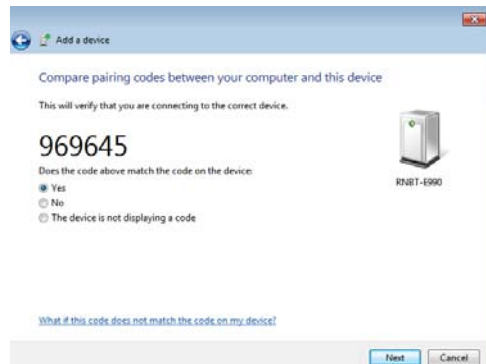 Add a device
Compare pairing codes between your computer and this device
This will verify that you are connecting to the correct device.
969645
Does the code above match the code on the device:
Yes
No
The device is not displaying a code
RNBT-E990
What if this code does not match the code on my device?
Next Cancel